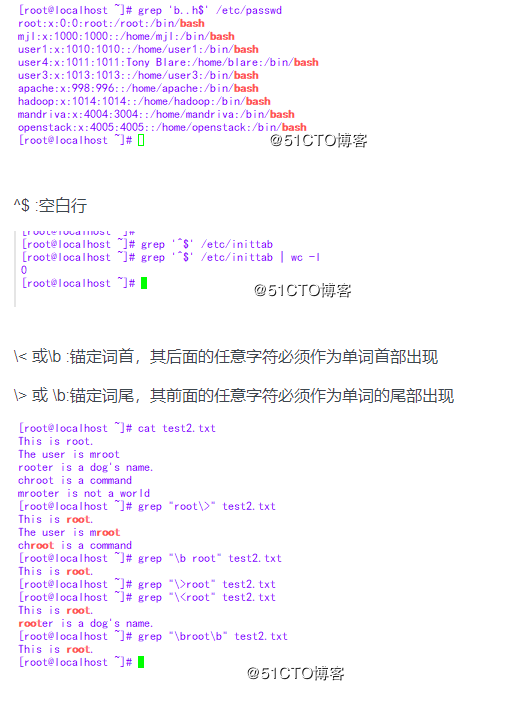 [root@localhost ~]# grep 'b..h$' /etc/passwd
root:x:0:0:root:/root:/bin/bash
mjl:x:1000:1000::/home/mjl:/bin/bash
user1:x:1010:1010::/home/user1:/bin/bash
user4:x:1011:1011:Tony Blare:/home/blare:/bin/bash
user3:x:1013:1013::/home/user3:/bin/bash
apache:x:998:996::/home/apache:/bin/bash
hadoop:x:1014:1014::/home/hadoop:/bin/bash
mandriva:x:4004:3004::/home/mandriva:/bin/bash
openstack:x:4005:4005::/home/openstack:/bin/bash
[root@localhost ~]#
@51CTO博客
^$ :空白行
[root@localhost ~]#
[root@localhost ~]# grep '^$' /etc/inittab
[root@localhost ~]# grep '^$' /etc/inittab | wc -l
0
[root@localhost ~]#
@51CTO博客
\< 或\b :锚定词首，其后面的任意字符必须作为单词首部出现
\> 或 \b:锚定词尾，其前面的任意字符必须作为单词的尾部出现
[root@localhost ~]# cat test2.txt
This is root.
The user is mroot
rooter is a dog's name.
chroot is a command
mrooter is not a world
[root@localhost ~]# grep "root\>" test2.txt
This is root.
The user is mroot
chroot is a command
[root@localhost ~]# grep "\b root" test2.txt
This is root.
[root@localhost ~]# grep "\>root" test2.txt
[root@localhost ~]# grep "\<root" test2.txt
This is root.
rooter is a dog's name.
[root@localhost ~]# grep "\broot\b" test2.txt
This is root.
[root@localhost ~]#
@51CTO博客